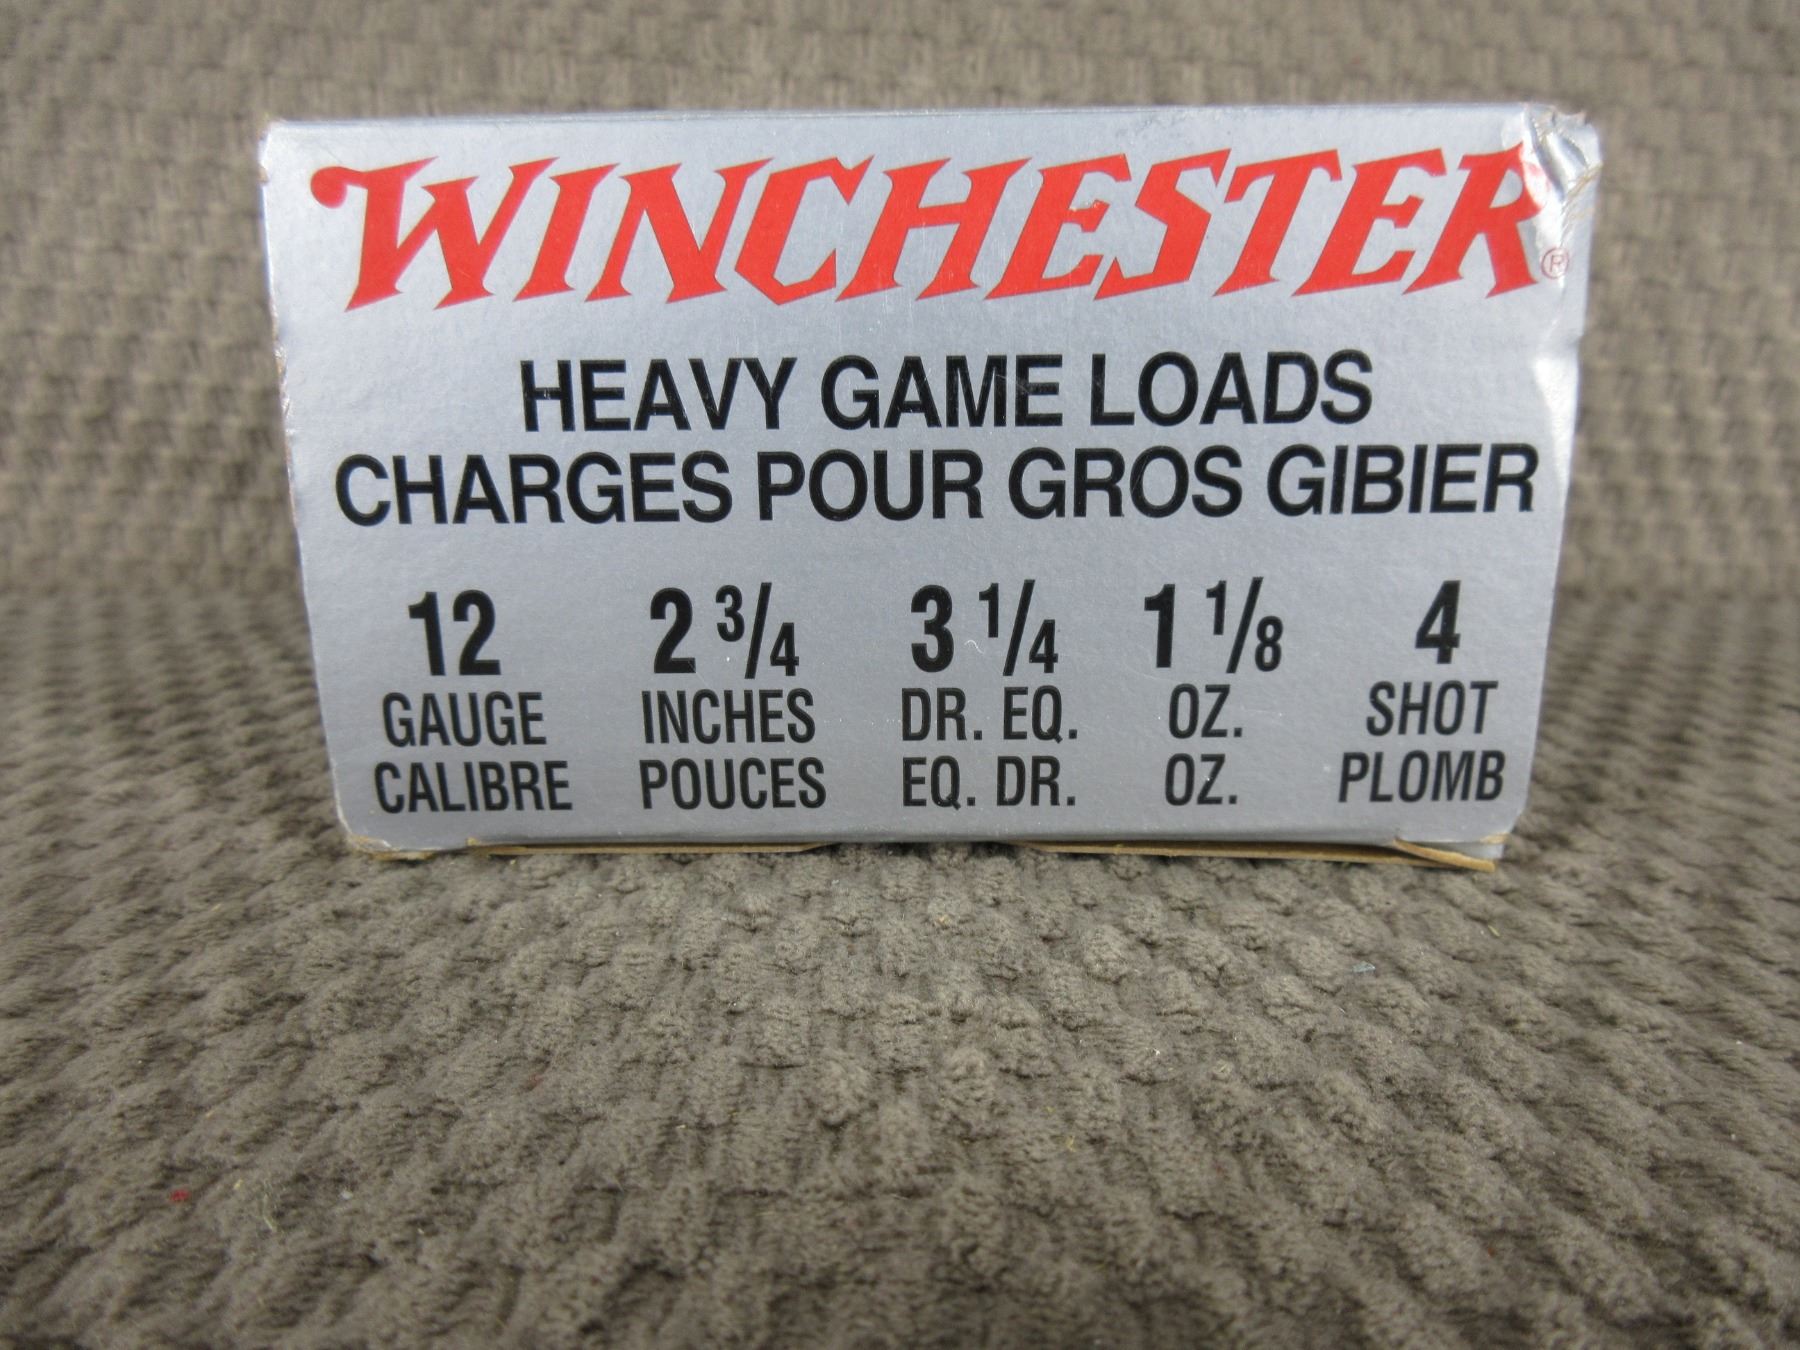 WINCHESTER®
HEAVY GAME LOADS
CHARGES POUR GROS GIBIER
12 2 3/4 3 1/4 1 1/8 4
GAUGE INCHES DR. EQ. OZ. SHOT
CALIBRE POUCES EQ. DR. OZ. PLOMB